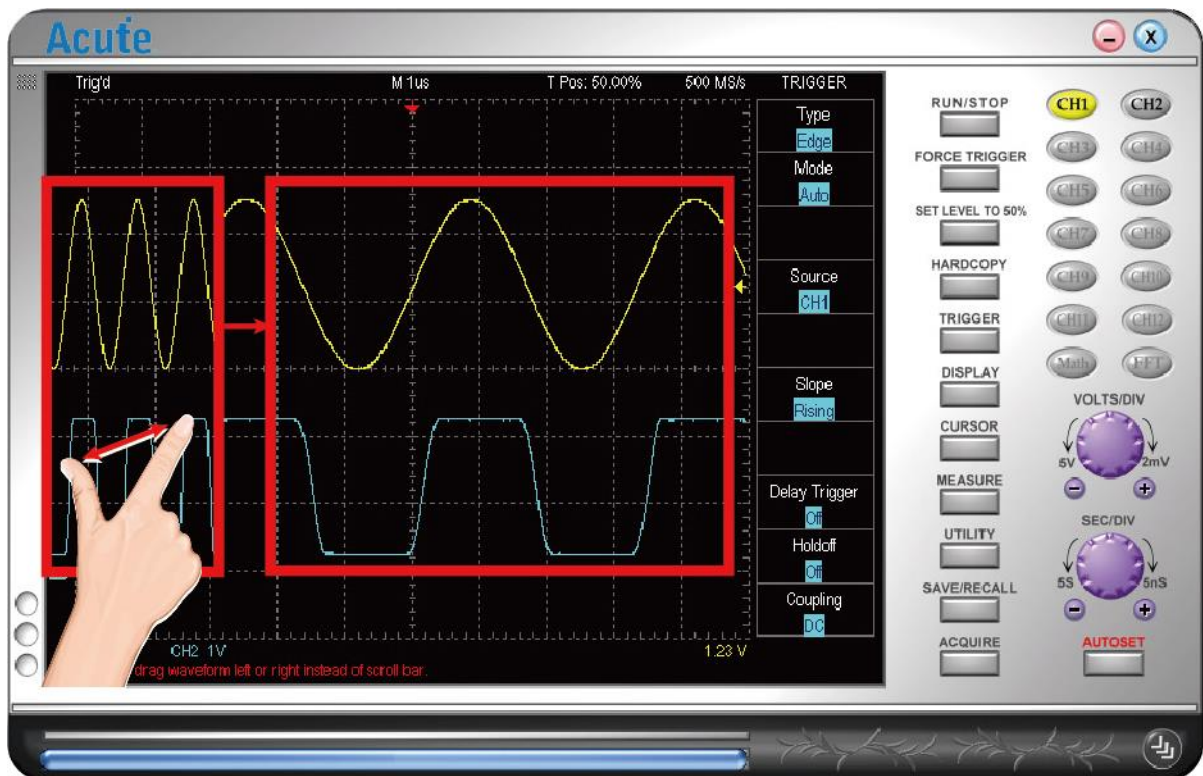 Acute
Trig'd M 1us T Pos: 50.00% 500 MS/s TRIGGER
Type
Edge
Mode
Auto
Source
CH1
Slope
Rising
Delay Trigger
Off
Holdoff
Off
Coupling
DC
CH2 1V 1.23 V
drag waveform left or right instead of scroll bar.
RUN/STOP
FORCE TRIGGER
SET LEVEL TO 50%
HARDCOPY
TRIGGER
DISPLAY
CURSOR
MEASURE
UTILITY
SAVE/RECALL
ACQUIRE
CH1 CH2
CH3 CH4
CH5 CH6
CH7 CH8
CH9 CH10
CH11 CH12
Math FFT
VOLTS/DIV
5V 2mV
SEC/DIV
5S 5nS
AUTOSET